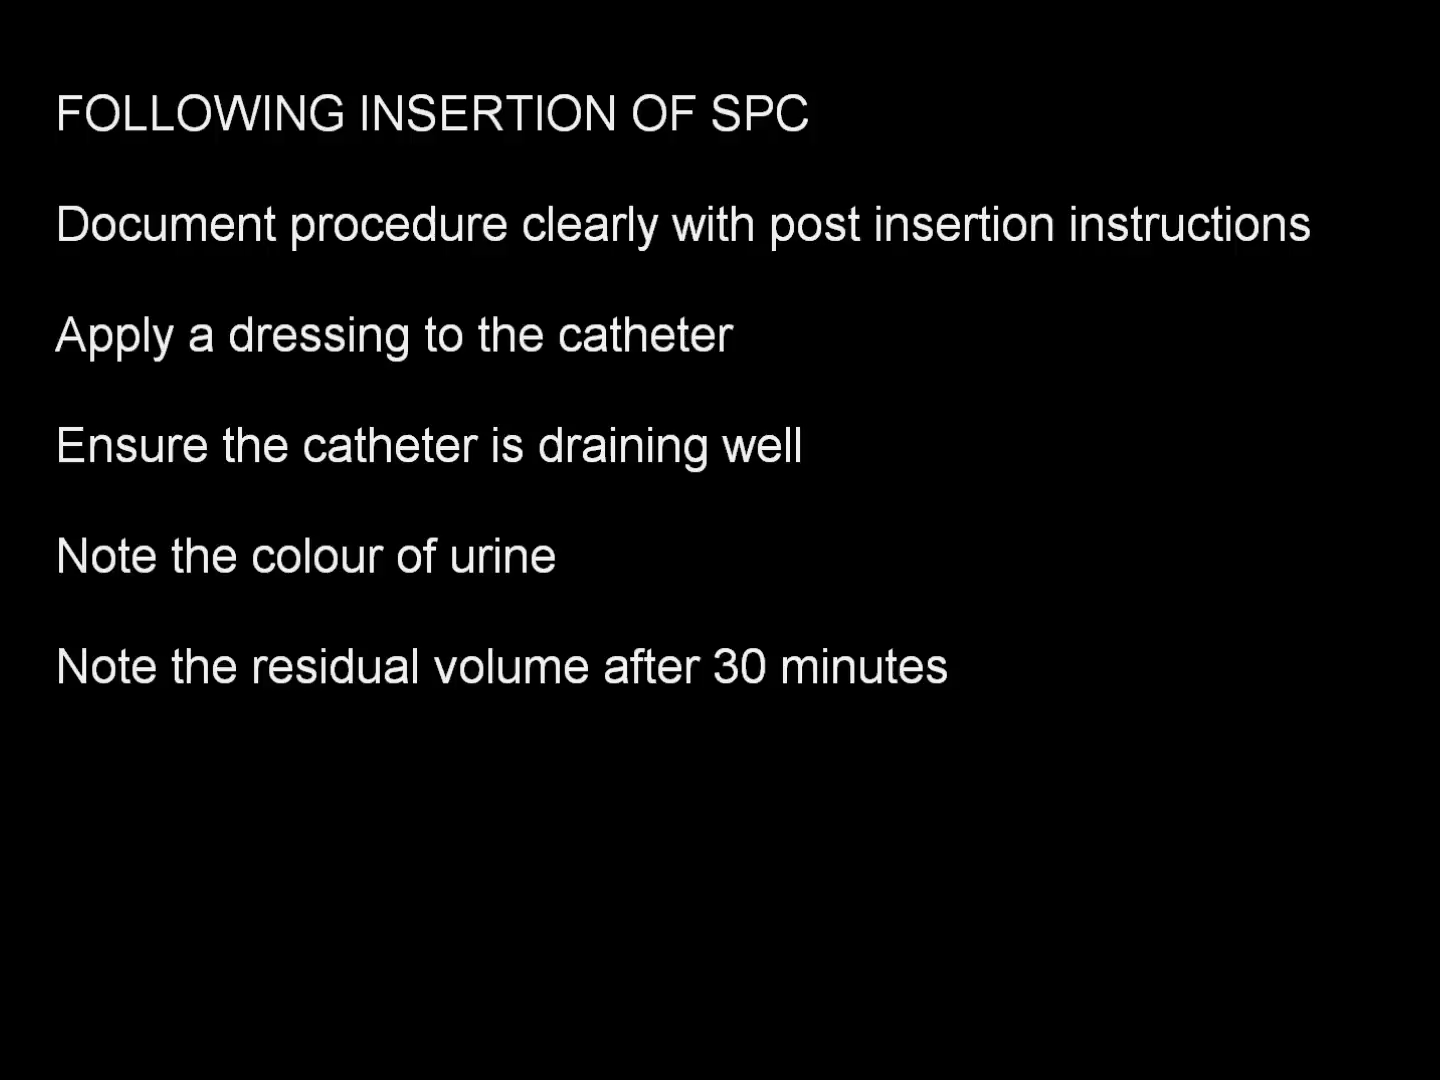 FOLLOWING INSERTION OF SPC
Document procedure clearly with post insertion instructions
Apply a dressing to the catheter
Ensure the catheter is draining well
Note the colour of urine
Note the residual volume after 30 minutes